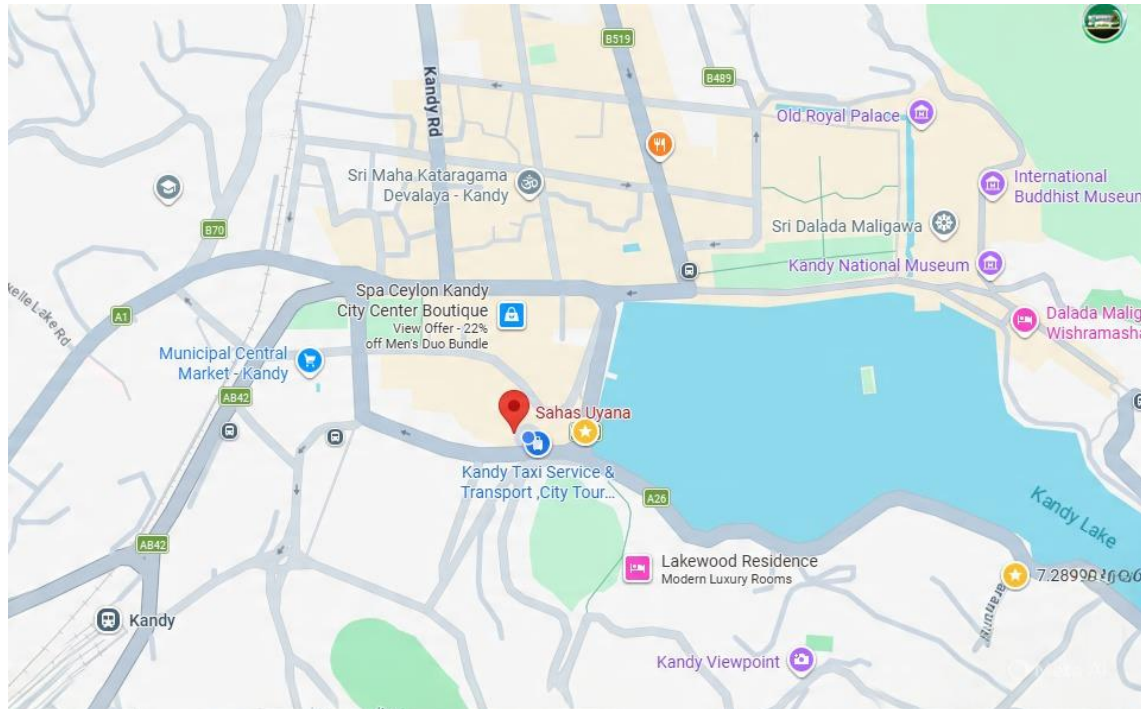 B519
B489
Kandy Rd
Old Royal Palace
Sri Maha Kataragama
Devalaya - Kandy
International
Buddhist Museum
B70
Sri Dalada Maligawa
Kandy National Museum
Spa Ceylon Kandy
City Center Boutique
View Offer - 22%
off Men's Duo Bundle
A1
Lake Rd
Dalada Malig
Wishramasha
Municipal Central
Market - Kandy
AB42
Sahas Uyana
Kandy Taxi Service &
Transport ,City Tour...
A26
Kandy Lake
AB42
Lakewood Residence
Modern Luxury Rooms
Kandy
Kandy Viewpoint